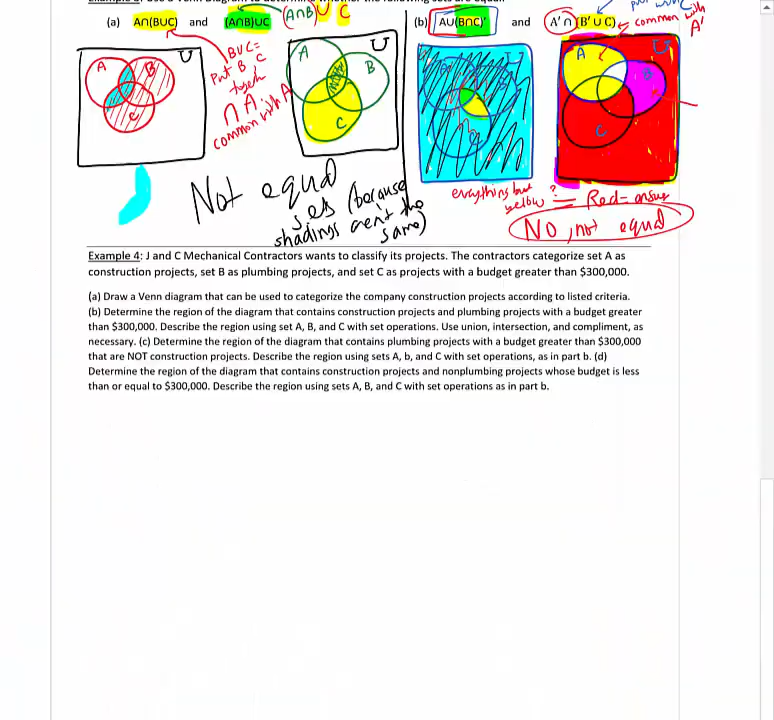 (a) A∩(BUC) and (A∩B)UC (A∩B) U C
(b) AU(B∩C)' and A'∩(B'∪C) common with A'
BUC=
Put B & C
together
∩ A: in
common with A
A B C U
A B C U
A B C U
Not equal
sets (because
shadings aren't the
same)
everything but
yellow ? = Red = answer
No, not equal
Example 4: J and C Mechanical Contractors wants to classify its projects. The contractors categorize set A as
construction projects, set B as plumbing projects, and set C as projects with a budget greater than $300,000.
(a) Draw a Venn diagram that can be used to categorize the company construction projects according to listed criteria.
(b) Determine the region of the diagram that contains construction projects and plumbing projects with a budget greater
than $300,000. Describe the region using set A, B, and C with set operations. Use union, intersection, and compliment, as
necessary. (c) Determine the region of the diagram that contains plumbing projects with a budget greater than $300,000
that are NOT construction projects. Describe the region using sets A, b, and C with set operations, as in part b. (d)
Determine the region of the diagram that contains construction projects and nonplumbing projects whose budget is less
than or equal to $300,000. Describe the region using sets A, B, and C with set operations as in part b.